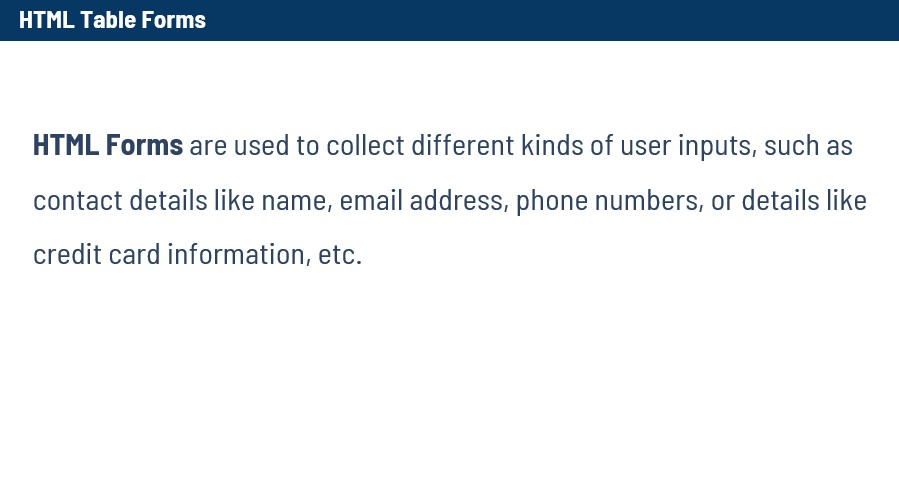 HTML Table Forms
HTML Forms are used to collect different kinds of user inputs, such as
contact details like name, email address, phone numbers, or details like
credit card information, etc.